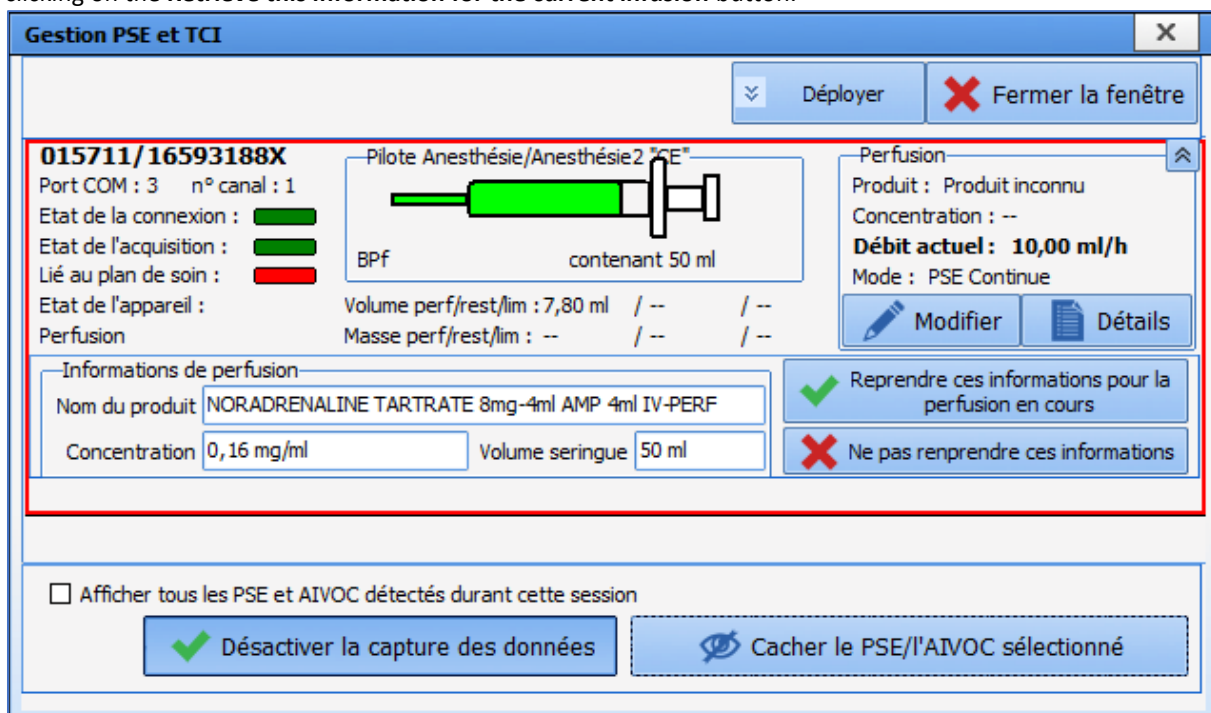 clicking on the Retrieve this information for the current infusion button.
Gestion PSE et TCI
Déployer
Fermer la fenêtre
015711/16593188X
Port COM : 3 n° canal : 1
Etat de la connexion :
Etat de l'acquisition :
Lié au plan de soin :
Etat de l'appareil :
Perfusion
Pilote Anesthésie/Anesthésie2 "CE"
BPf contenant 50 ml
Volume perf/rest/lim : 7,80 ml / -- / --
Masse perf/rest/lim : -- / -- / --
Perfusion
Produit : Produit inconnu
Concentration : --
Débit actuel : 10,00 ml/h
Mode : PSE Continue
Modifier
Détails
Informations de perfusion
Nom du produit NORADRENALINE TARTRATE 8mg-4ml AMP 4ml IV-PERF
Concentration 0,16 mg/ml Volume seringue 50 ml
Reprendre ces informations pour la
perfusion en cours
Ne pas renprendre ces informations
Afficher tous les PSE et AIVOC détectés durant cette session
Désactiver la capture des données
Cacher le PSE/l'AIVOC sélectionné